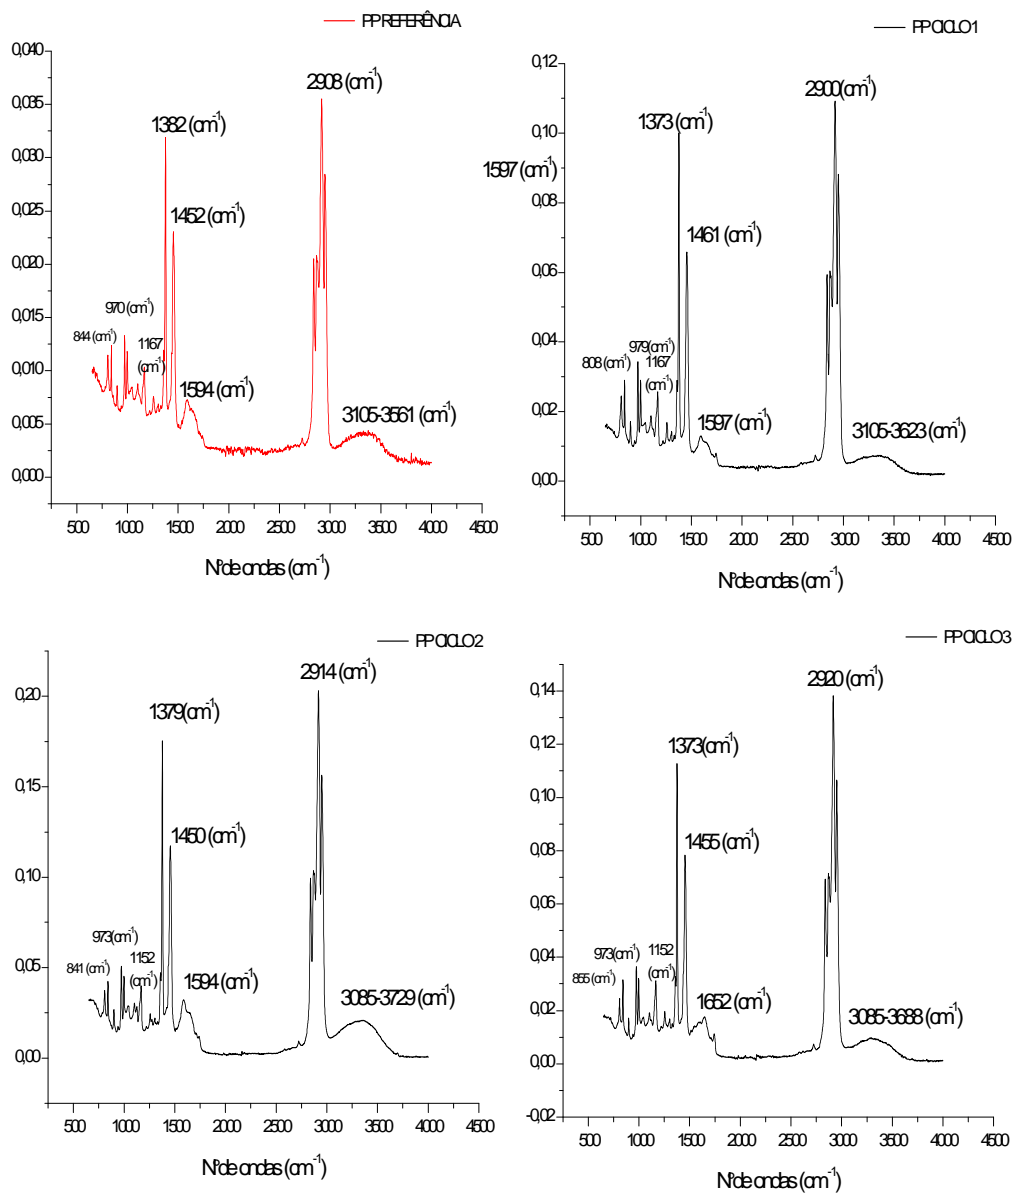 PP REFERÊNCIA
0,040
0,035
0,030
0,025
0,020
0,015
0,010
0,005
0,000
2908 (cm⁻¹)
1382 (cm⁻¹)
1452 (cm⁻¹)
970 (cm⁻¹)
844 (cm⁻¹)
1167
(cm⁻¹)
1594 (cm⁻¹)
3105-3561 (cm⁻¹)
500 1000 1500 2000 2500 3000 3500 4000 4500
Nº de ondas (cm⁻¹)
PP CICLO 1
0,12
0,10
0,08
0,06
0,04
0,02
0,00
2900 (cm⁻¹)
1373 (cm⁻¹)
1597 (cm⁻¹)
1461 (cm⁻¹)
979 (cm⁻¹)
808 (cm⁻¹)
1167
(cm⁻¹)
1597 (cm⁻¹)
3105-3623 (cm⁻¹)
500 1000 1500 2000 2500 3000 3500 4000 4500
Nº de ondas (cm⁻¹)
PP CICLO 2
0,20
0,15
0,10
0,05
0,00
2914 (cm⁻¹)
1379 (cm⁻¹)
1450 (cm⁻¹)
973 (cm⁻¹)
841 (cm⁻¹)
1152
(cm⁻¹)
1594 (cm⁻¹)
3085-3729 (cm⁻¹)
500 1000 1500 2000 2500 3000 3500 4000 4500
Nº de ondas (cm⁻¹)
PP CICLO 3
0,14
0,12
0,10
0,08
0,06
0,04
0,02
0,00
-0,02
2920 (cm⁻¹)
1373 (cm⁻¹)
1455 (cm⁻¹)
973 (cm⁻¹)
855 (cm⁻¹)
1152
(cm⁻¹)
1652 (cm⁻¹)
3085-3688 (cm⁻¹)
500 1000 1500 2000 2500 3000 3500 4000 4500
Nº de ondas (cm⁻¹)